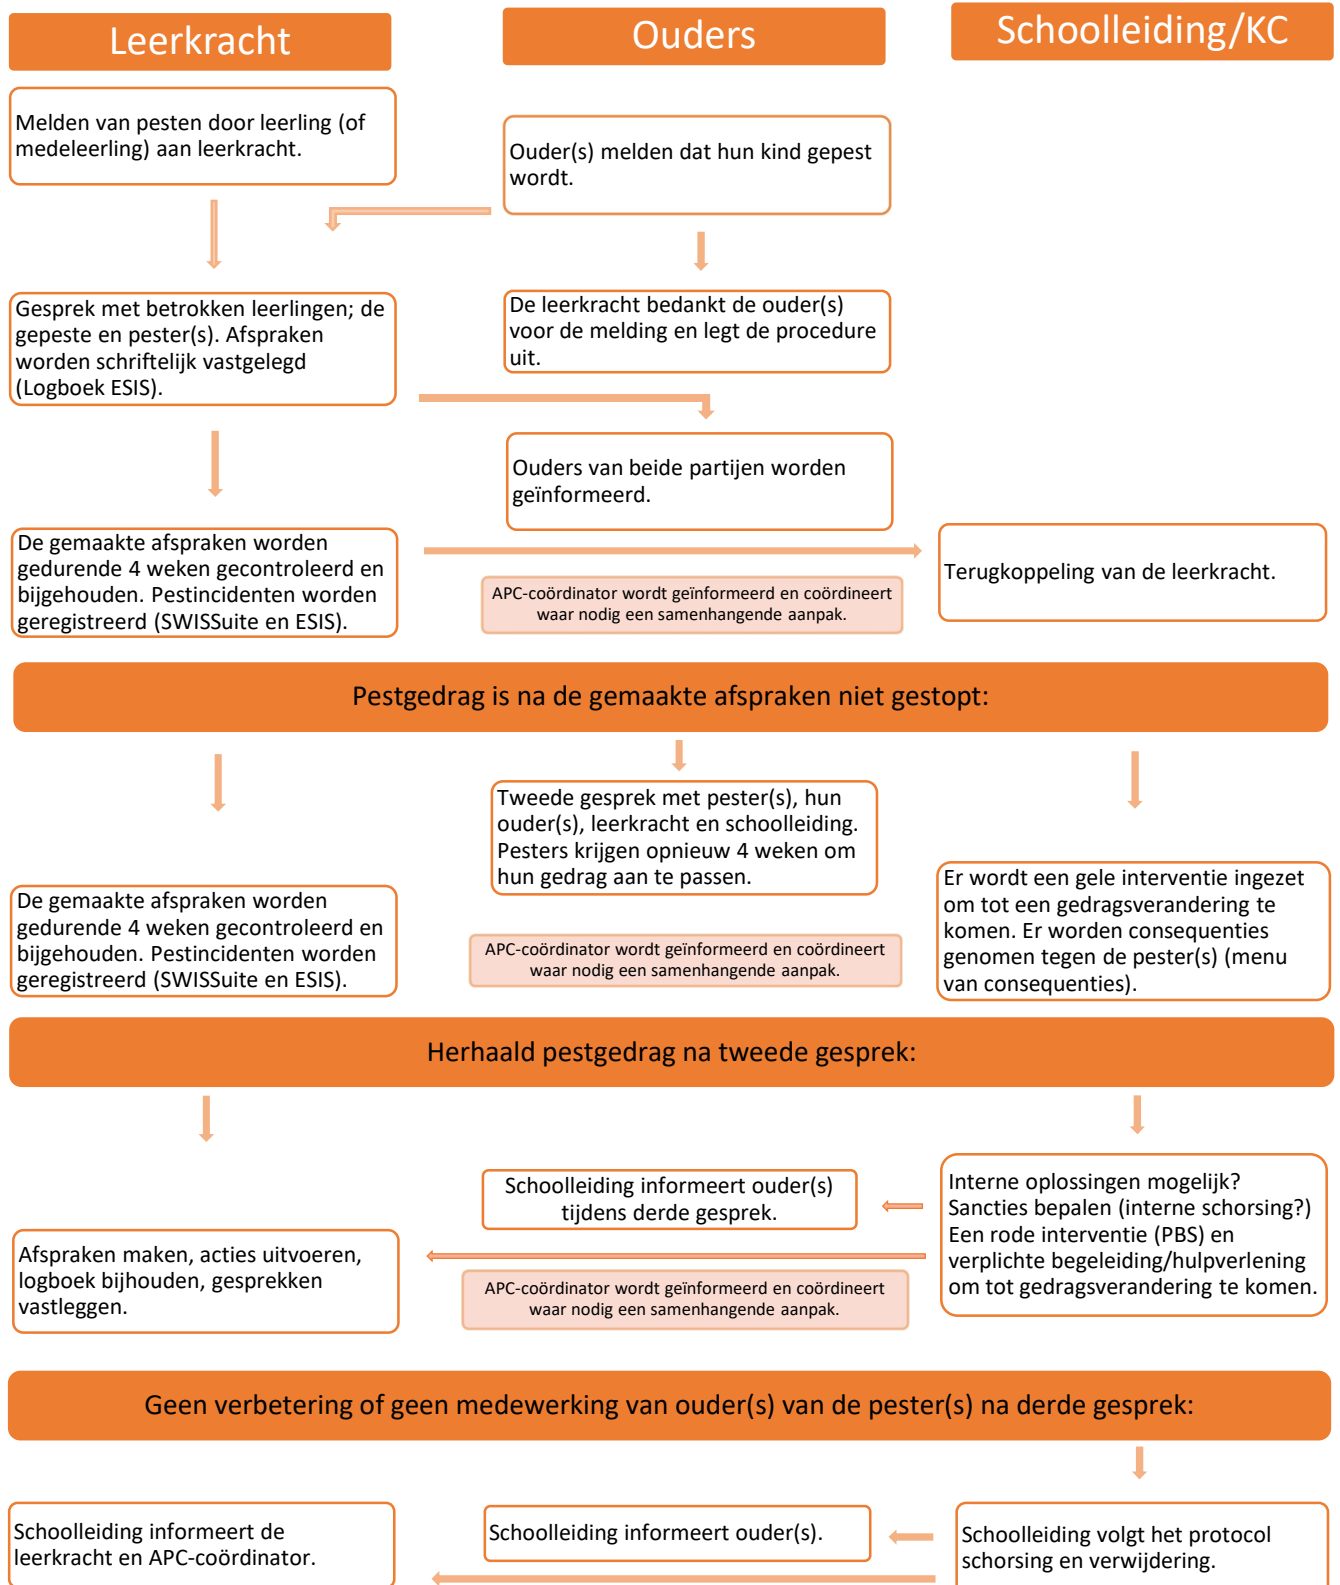 Leerkracht
Ouders
Schoolleiding/KC
Melden van pesten door leerling (of
medeleerling) aan leerkracht.
Ouder(s) melden dat hun kind gepest
wordt.
Gesprek met betrokken leerlingen; de
gepeste en pester(s). Afspraken
worden schriftelijk vastgelegd
(Logboek ESIS).
De leerkracht bedankt de ouder(s)
voor de melding en legt de procedure
uit.
Ouders van beide partijen worden
geïnformeerd.
De gemaakte afspraken worden
gedurende 4 weken gecontroleerd en
bijgehouden. Pestincidenten worden
geregistreerd (SWISSuite en ESIS).
APC-coördinator wordt geïnformeerd en coördineert
waar nodig een samenhangende aanpak.
Terugkoppeling van de leerkracht.
Pestgedrag is na de gemaakte afspraken niet gestopt:
De gemaakte afspraken worden
gedurende 4 weken gecontroleerd en
bijgehouden. Pestincidenten worden
geregistreerd (SWISSuite en ESIS).
Tweede gesprek met pester(s), hun
ouder(s), leerkracht en schoolleiding.
Pesters krijgen opnieuw 4 weken om
hun gedrag aan te passen.
APC-coördinator wordt geïnformeerd en coördineert
waar nodig een samenhangende aanpak.
Er wordt een gele interventie ingezet
om tot een gedragsverandering te
komen. Er worden consequenties
genomen tegen de pester(s) (menu
van consequenties).
Herhaald pestgedrag na tweede gesprek:
Afspraken maken, acties uitvoeren,
logboek bijhouden, gesprekken
vastleggen.
Schoolleiding informeert ouder(s)
tijdens derde gesprek.
APC-coördinator wordt geïnformeerd en coördineert
waar nodig een samenhangende aanpak.
Interne oplossingen mogelijk?
Sancties bepalen (interne schorsing?)
Een rode interventie (PBS) en
verplichte begeleiding/hulpverlening
om tot gedragsverandering te komen.
Geen verbetering of geen medewerking van ouder(s) van de pester(s) na derde gesprek:
Schoolleiding informeert de
leerkracht en APC-coördinator.
Schoolleiding informeert ouder(s).
Schoolleiding volgt het protocol
schorsing en verwijdering.